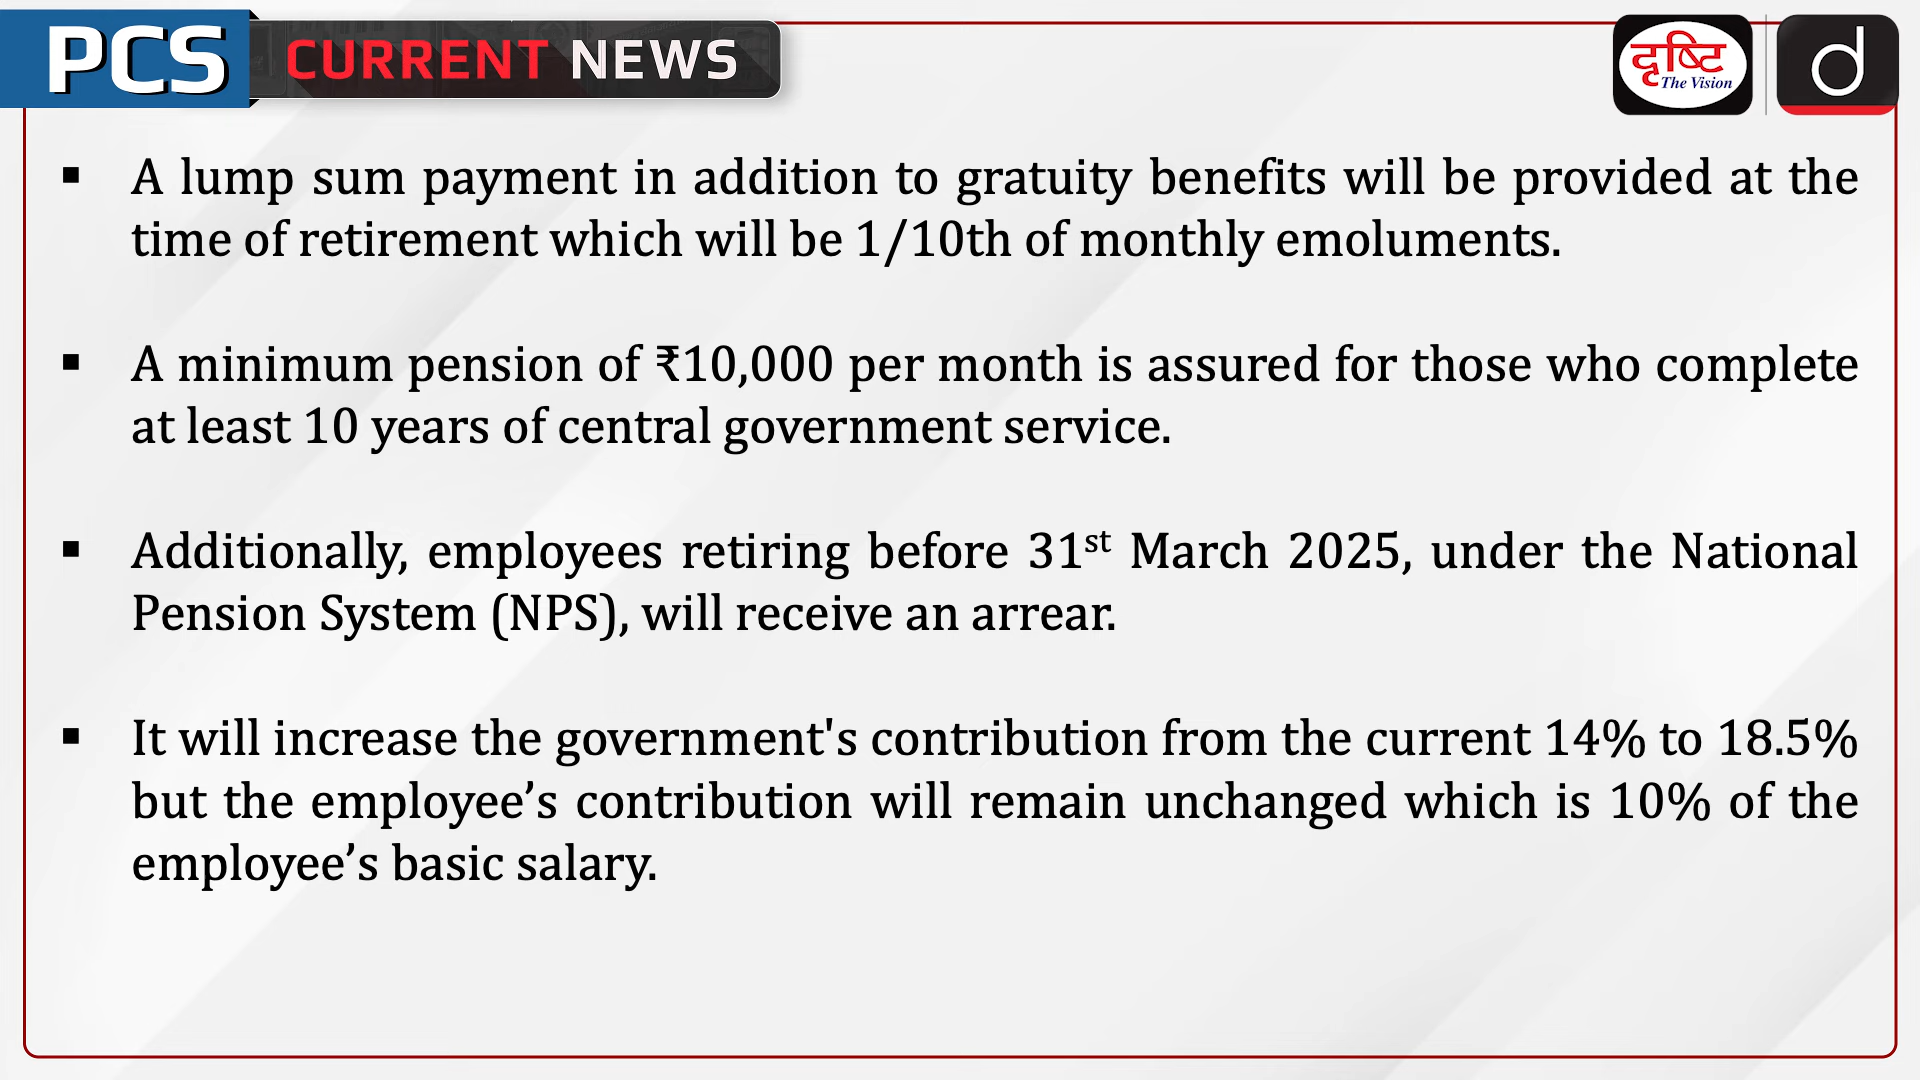 PCS CURRENT NEWS
दृष्टि
The Vision
d
▪ A lump sum payment in addition to gratuity benefits will be provided at the
time of retirement which will be 1/10th of monthly emoluments.
▪ A minimum pension of ₹10,000 per month is assured for those who complete
at least 10 years of central government service.
▪ Additionally, employees retiring before 31st March 2025, under the National
Pension System (NPS), will receive an arrear.
▪ It will increase the government's contribution from the current 14% to 18.5%
but the employee’s contribution will remain unchanged which is 10% of the
employee’s basic salary.